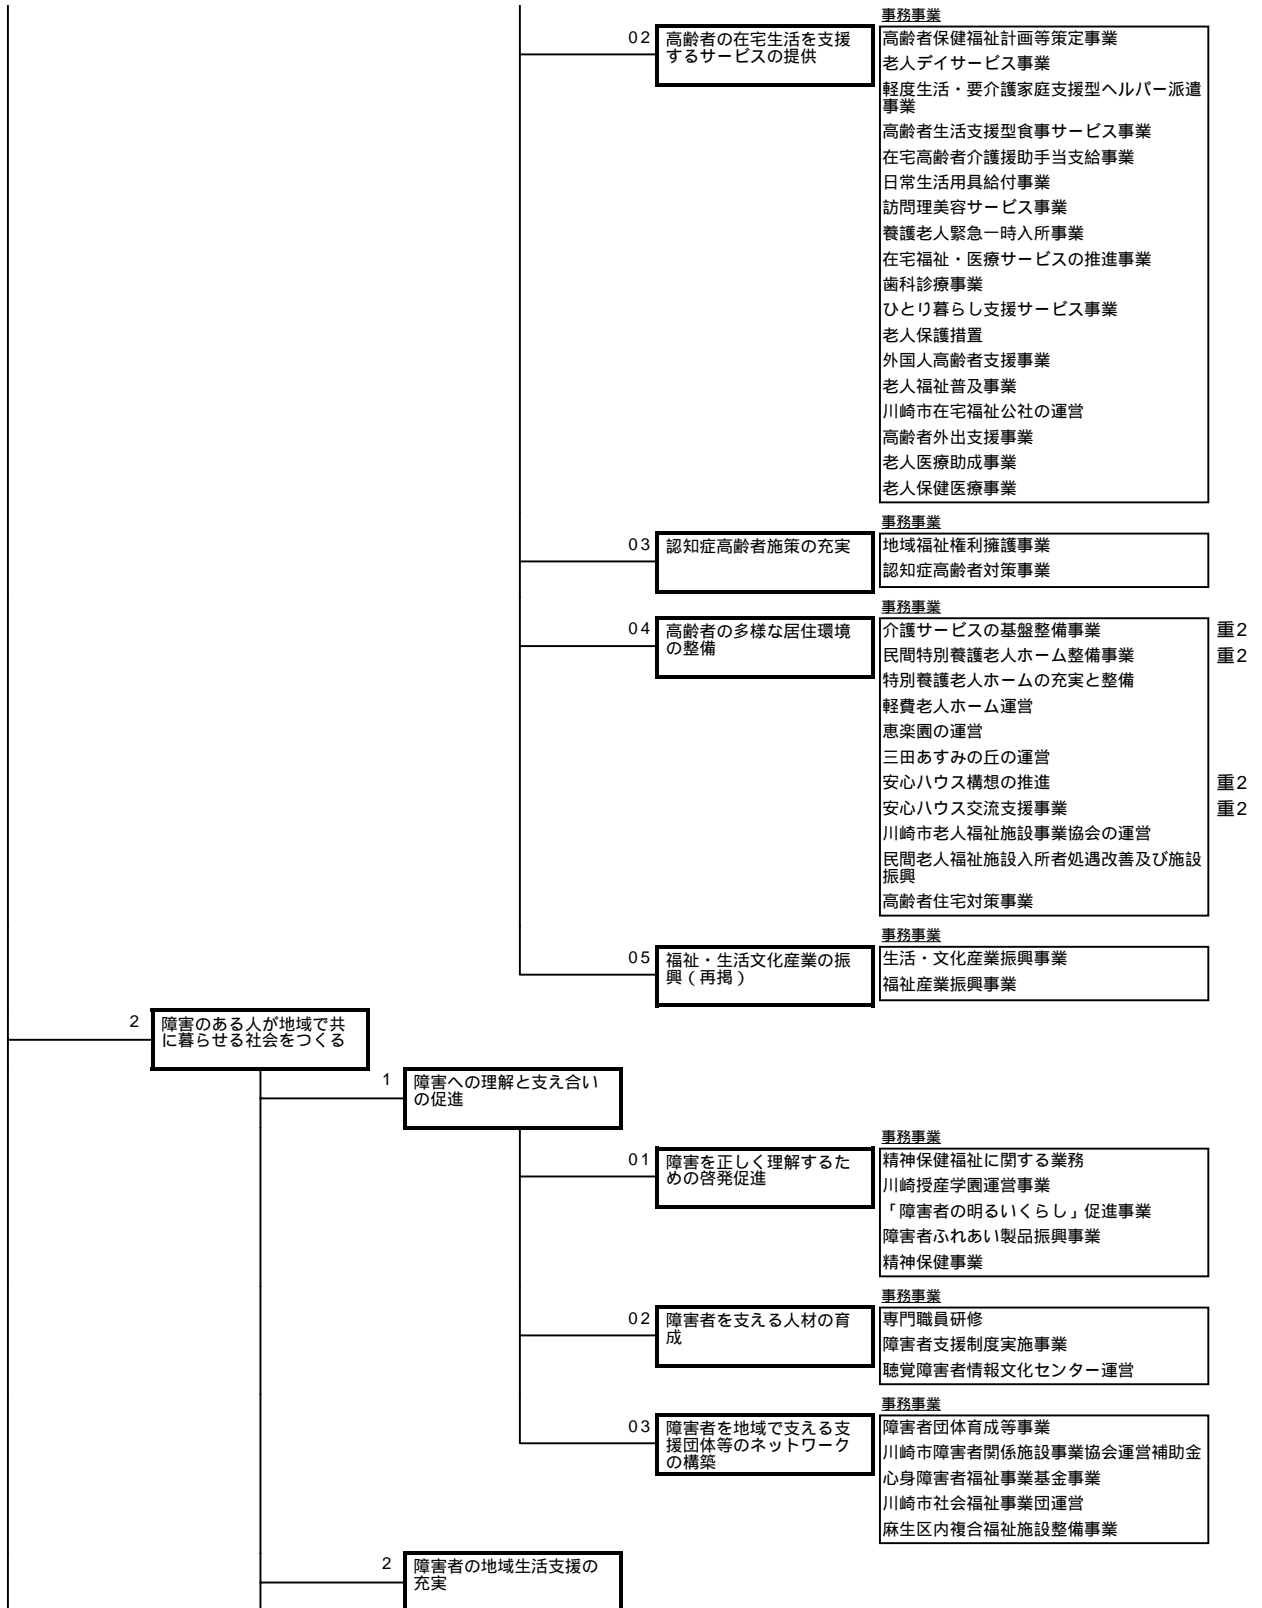 事務事業
02
高齢者の在宅生活を支援
するサービスの提供
高齢者保健福祉計画等策定事業
老人デイサービス事業
軽度生活・要介護家庭支援型ヘルパー派遣
事業
高齢者生活支援型食事サービス事業
在宅高齢者介護援助手当支給事業
日常生活用具給付事業
訪問理美容サービス事業
養護老人緊急一時入所事業
在宅福祉・医療サービスの推進事業
歯科診療事業
ひとり暮らし支援サービス事業
老人保護措置
外国人高齢者支援事業
老人福祉普及事業
川崎市在宅福祉公社の運営
高齢者外出支援事業
老人医療助成事業
老人保健医療事業
事務事業
03
認知症高齢者施策の充実
地域福祉権利擁護事業
認知症高齢者対策事業
事務事業
04
高齢者の多様な居住環境
の整備
介護サービスの基盤整備事業 重2
民間特別養護老人ホーム整備事業 重2
特別養護老人ホームの充実と整備
軽費老人ホーム運営
恵楽園の運営
三田あすみの丘の運営
安心ハウス構想の推進 重2
安心ハウス交流支援事業 重2
川崎市老人福祉施設事業協会の運営
民間老人福祉施設入所者処遇改善及び施設
振興
高齢者住宅対策事業
事務事業
05
福祉・生活文化産業の振
興(再掲)
生活・文化産業振興事業
福祉産業振興事業
2
障害のある人が地域で共
に暮らせる社会をつくる
1
障害への理解と支え合い
の促進
事務事業
01
障害を正しく理解するた
めの啓発促進
精神保健福祉に関する業務
川崎授産学園運営事業
「障害者の明るいくらし」促進事業
障害者ふれあい製品振興事業
精神保健事業
事務事業
02
障害者を支える人材の育
成
専門職員研修
障害者支援制度実施事業
聴覚障害者情報文化センター運営
事務事業
03
障害者を地域で支える支
援団体等のネットワーク
の構築
障害者団体育成等事業
川崎市障害者関係施設事業協会運営補助金
心身障害者福祉事業基金事業
川崎市社会福祉事業団運営
麻生区内複合福祉施設整備事業
2
障害者の地域生活支援の
充実